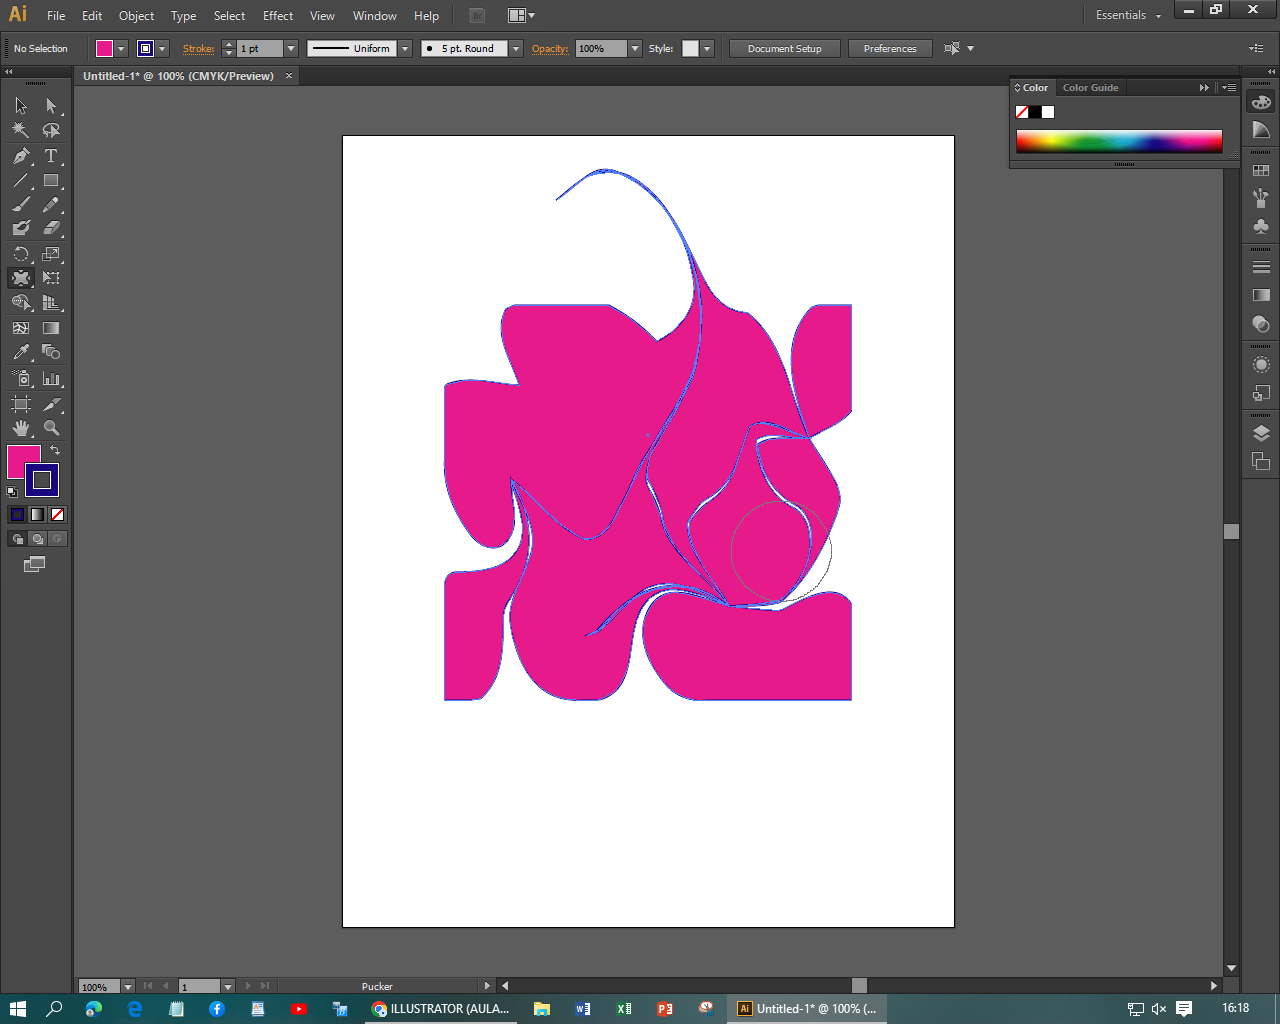 Ai File Edit Object Type Select Effect View Window Help Br Essentials
No Selection Stroke: 1 pt Uniform 5 pt. Round Opacity: 100% Style: Document Setup Preferences
Untitled-1* @ 100% (CMYK/Preview)
Color Color Guide
T
100% 1 Pucker
ILLUSTRATOR (AULA... Ai Untitled-1* @ 100% (... 16:18